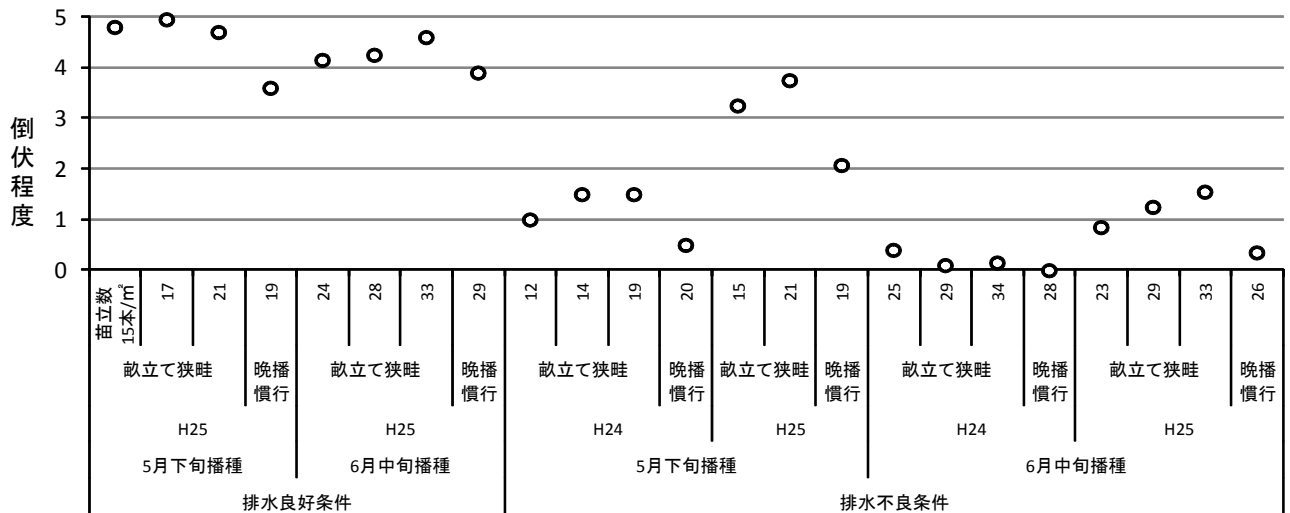 5
4
3
2
1
0
倒伏程度
苗立数 15本/㎡ 17 21 19 24 28 33 29 12 14 19 20 15 21 19 25 29 34 28 23 29 33 26
畝立て狭畦 晩播慣行 畝立て狭畦 晩播慣行 畝立て狭畦 晩播慣行 畝立て狭畦 晩播慣行 畝立て狭畦 晩播慣行 畝立て狭畦 晩播慣行
H25 H25 H24 H25 H24 H25
5月下旬播種 6月中旬播種 5月下旬播種 6月中旬播種
排水良好条件 排水不良条件